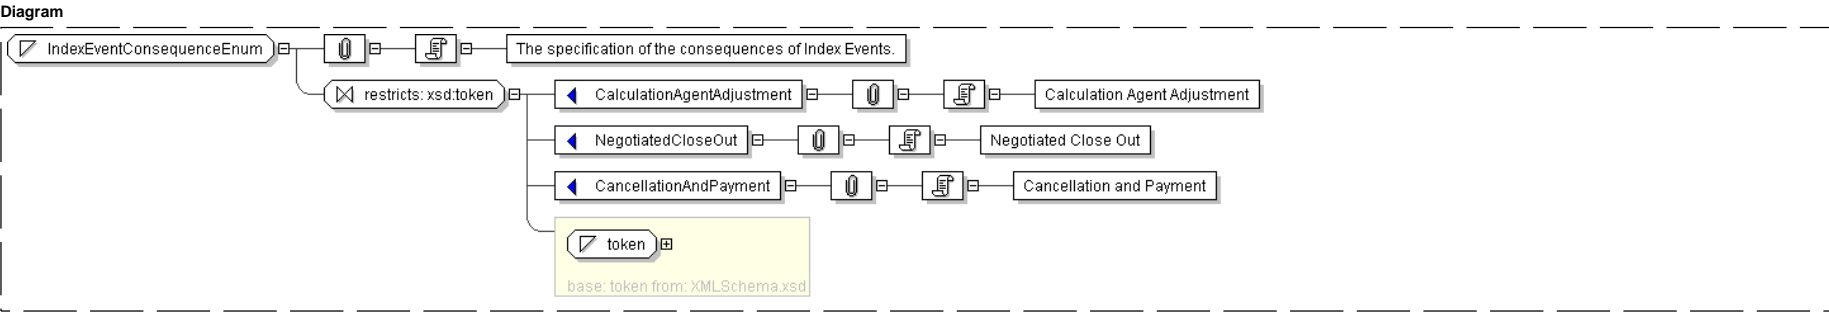 Diagram
IndexEventConsequenceEnum
The specification of the consequences of Index Events.
restricts: xsd:token
CalculationAgentAdjustment
Calculation Agent Adjustment
NegotiatedCloseOut
Negotiated Close Out
CancellationAndPayment
Cancellation and Payment
token
base: token from: XMLSchema.xsd